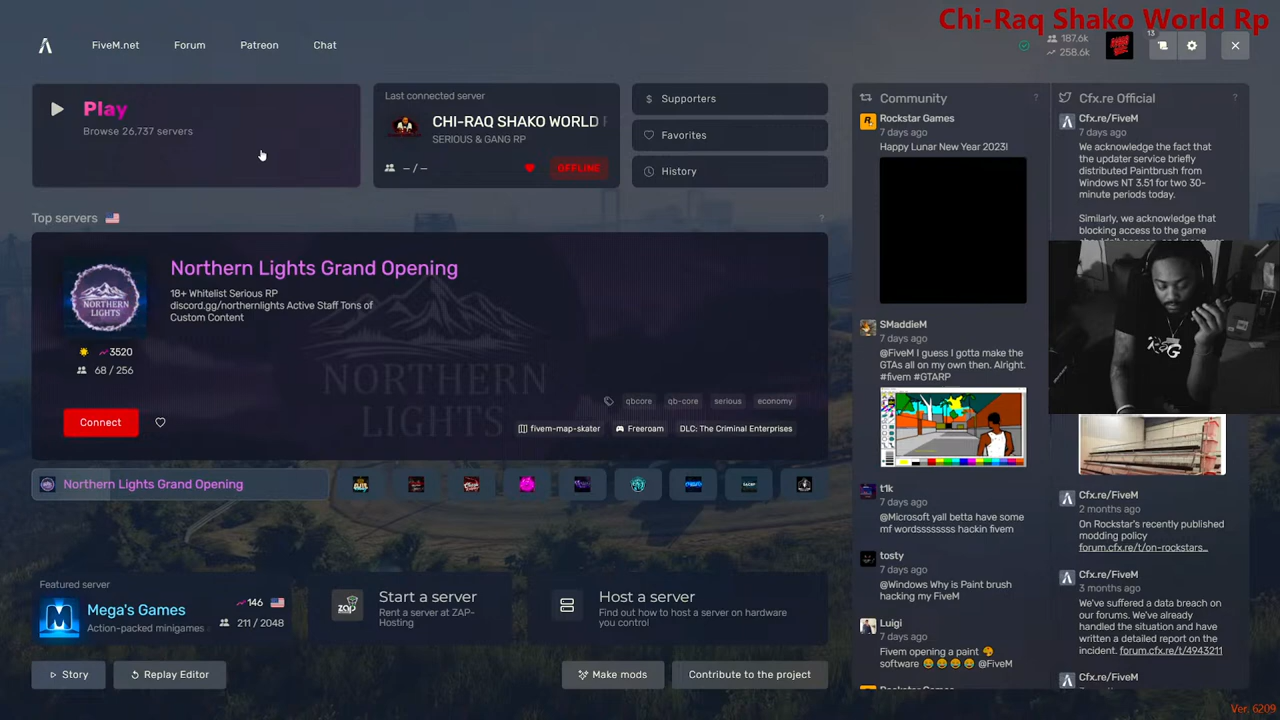 Chi-Raq Shako World Rp
FiveM.net
Forum
Patreon
Chat
187.6k
258.6k
13
Play
Browse 26,737 servers
Last connected server
CHI-RAQ SHAKO WORLD
SERIOUS & GANG RP
– / –
OFFLINE
$ Supporters
Favorites
History
Top servers
?
Northern Lights Grand Opening
18+ Whitelist Serious RP
discord.gg/northernlights Active Staff Tons of
Custom Content
NORTHERN
LIGHTS
3520
68 / 256
NORTHERN
LIGHTS
Connect
qbcore
qb-core
serious
economy
fivem-map-skater
Freeroam
DLC: The Criminal Enterprises
Northern Lights Grand Opening
Featured server
Mega's Games
Action-packed minigames
146
211 / 2048
ZAP
Start a server
Rent a server at ZAP-
Hosting
Host a server
Find out how to host a server on hardware
you control
Story
Replay Editor
Make mods
Contribute to the project
Community
?
Rockstar Games
7 days ago
Happy Lunar New Year 2023!
SMaddieM
7 days ago
@FiveM I guess I gotta make the
GTAs all on my own then. Alright.
#fivem #GTARP
t1k
7 days ago
@Microsoft yall betta have some
mf wordsssssss hackin fivem
tosty
7 days ago
@Windows Why is Paint brush
hacking my FiveM
Luigi
7 days ago
Fivem opening a paint 🎨
software 😂😂😂😂 @FiveM
Rockstar Games
Cfx.re Official
?
Cfx.re/FiveM
7 days ago
We acknowledge the fact that
the updater service briefly
distributed Paintbrush from
Windows NT 3.51 for two 30-
minute periods today.
Similarly, we acknowledge that
blocking access to the game
Cfx.re/FiveM
2 months ago
On Rockstar's recently published
modding policy
forum.cfx.re/t/on-rockstars…
Cfx.re/FiveM
3 months ago
We've suffered a data breach on
our forums. We've already
handled the situation and have
written a detailed report on the
incident. forum.cfx.re/t/4943211
Cfx.re/FiveM
Ver. 6209